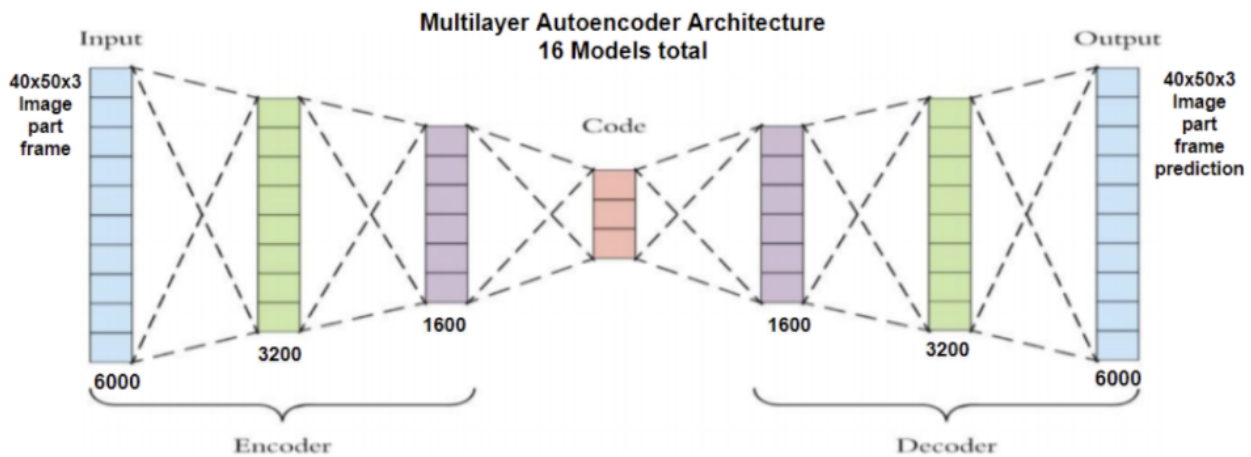 Multilayer Autoencoder Architecture
16 Models total
Input
Output
40x50x3
Image
part
frame
Code
40x50x3
Image
part
frame
prediction
6000
3200
1600
1600
3200
6000
Encoder
Decoder